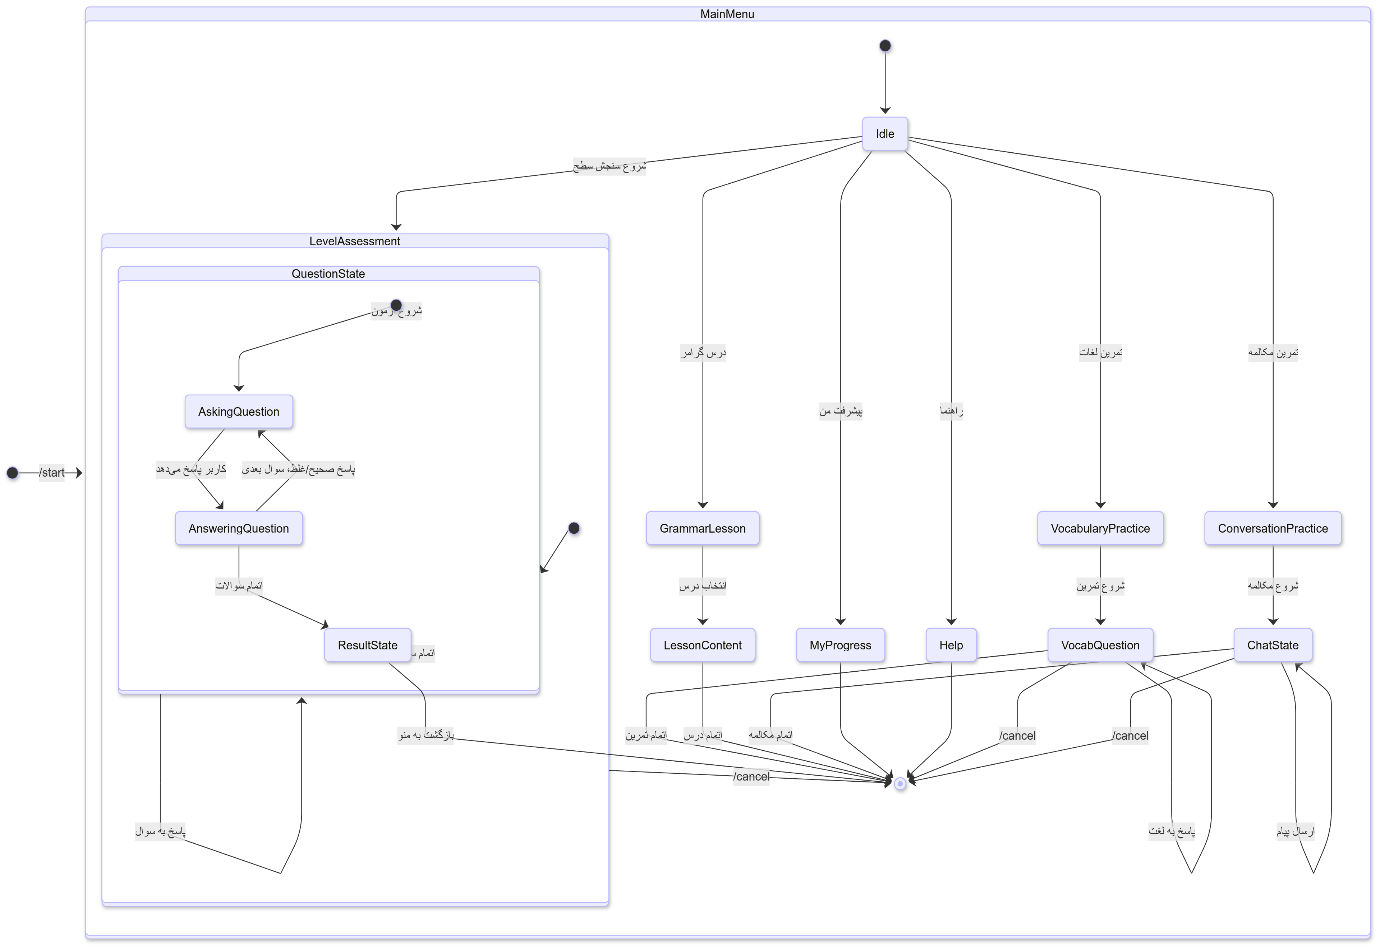 MainMenu
Idle
شروع سنجش سطح
LevelAssessment
QuestionState
شروع آزمون
درس گرامر
تمرین لغات
تمرین مکالمه
پیشرفت من
راهنما
AskingQuestion
/start
کاربر پاسخ می‌دهد
پاسخ صحیح/غلط، سوال بعدی
AnsweringQuestion
GrammarLesson
VocabularyPractice
ConversationPractice
اتمام سوالات
انتخاب درس
شروع تمرین
شروع مکالمه
ResultState
اتمام
LessonContent
MyProgress
Help
VocabQuestion
ChatState
بازگشت به منو
اتمام تمرین
اتمام درس
اتمام مکالمه
/cancel
/cancel
/cancel
پاسخ به سوال
پاسخ به لغت
ارسال پیام